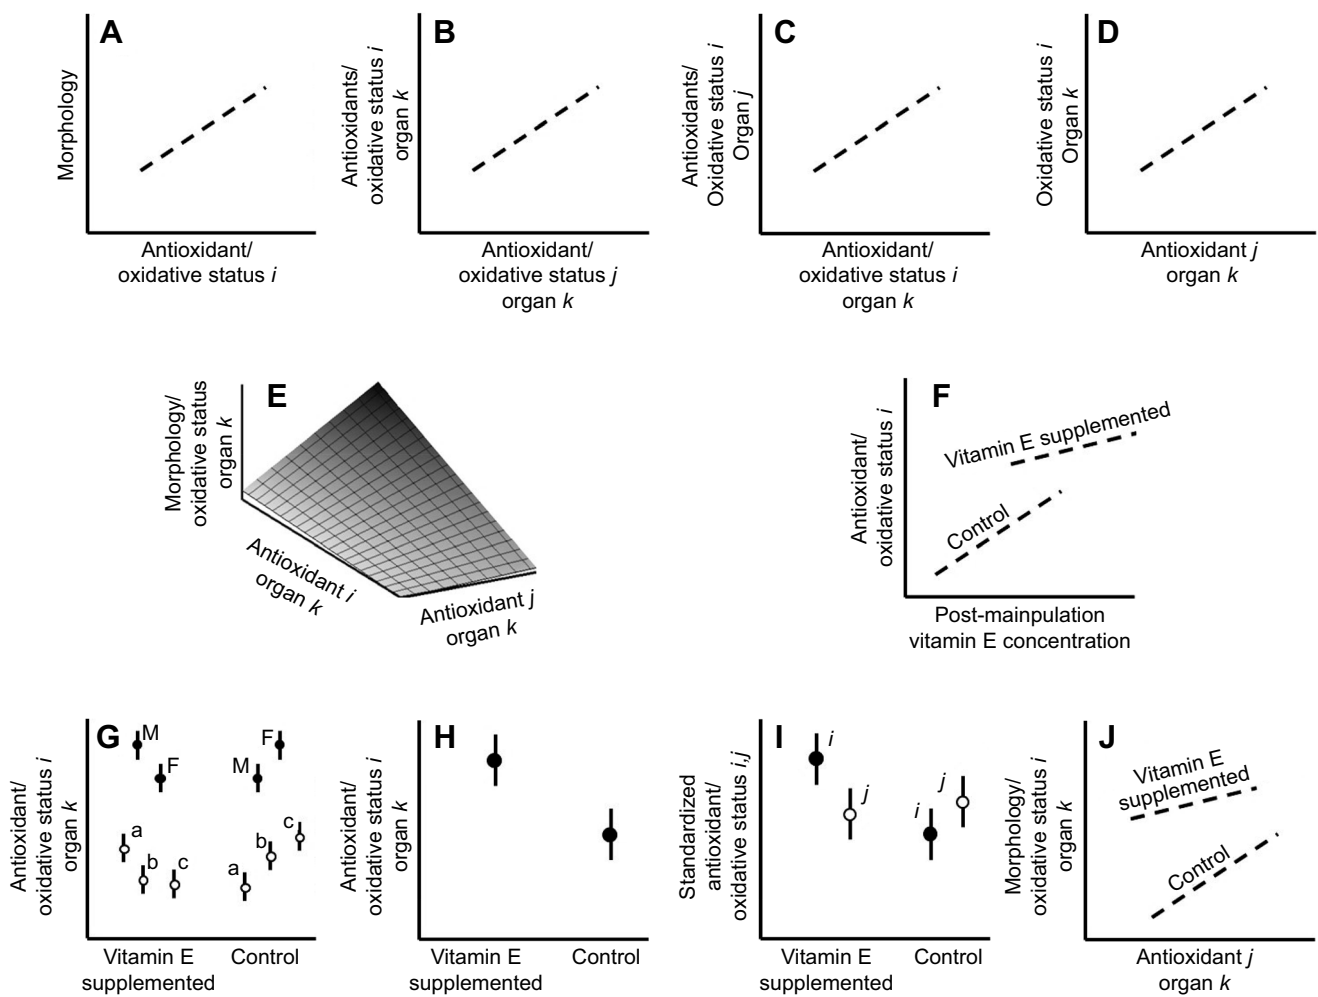 A
Morphology
Antioxidant/
oxidative status i
B
Antioxidants/
oxidative status i
organ k
Antioxidant/
oxidative status j
organ k
C
Antioxidants/
Oxidative status i
Organ j
Antioxidant/
oxidative status i
organ k
D
Oxidative status i
Organ k
Antioxidant j
organ k
E
Morphology/
oxidative status
organ k
Antioxidant i
organ k
Antioxidant j
organ k
F
Antioxidant/
oxidative status i
Vitamin E supplemented
Control
Post-mainpulation
vitamin E concentration
G
Antioxidant/
oxidative status i
organ k
M
F
a
b
c
F
M
c
b
a
Vitamin E
supplemented
Control
H
Antioxidant/
oxidative status i
organ k
Vitamin E
supplemented
Control
I
Standardized
antioxidant/
oxidative status i,j
i
j
j
i
Vitamin E
supplemented
Control
J
Morphology/
oxidative status i
organ k
Vitamin E
supplemented
Control
Antioxidant j
organ k